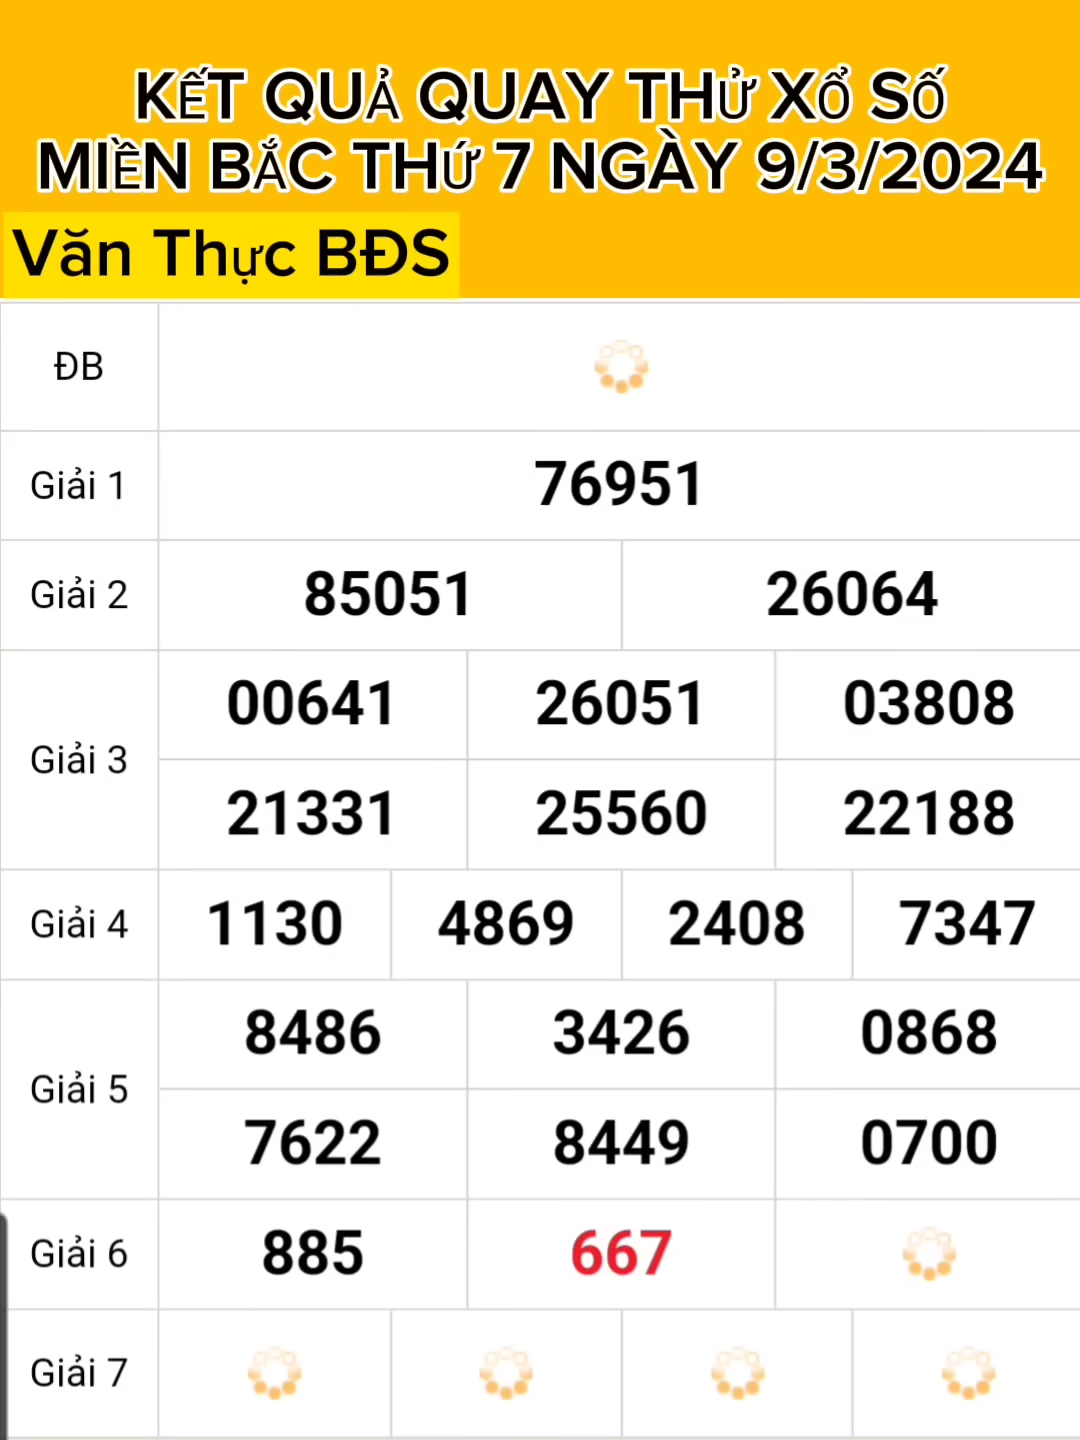 KẾT QUẢ QUAY THỬ XỔ SỐ
MIỀN BẮC THỨ 7 NGÀY 9/3/2024
Văn Thực BĐS
ĐB
Giải 1 76951
Giải 2 85051 26064
Giải 3
00641 26051 03808
21331 25560 22188
Giải 4 1130 4869 2408 7347
Giải 5
8486 3426 0868
7622 8449 0700
Giải 6 885 667
Giải 7